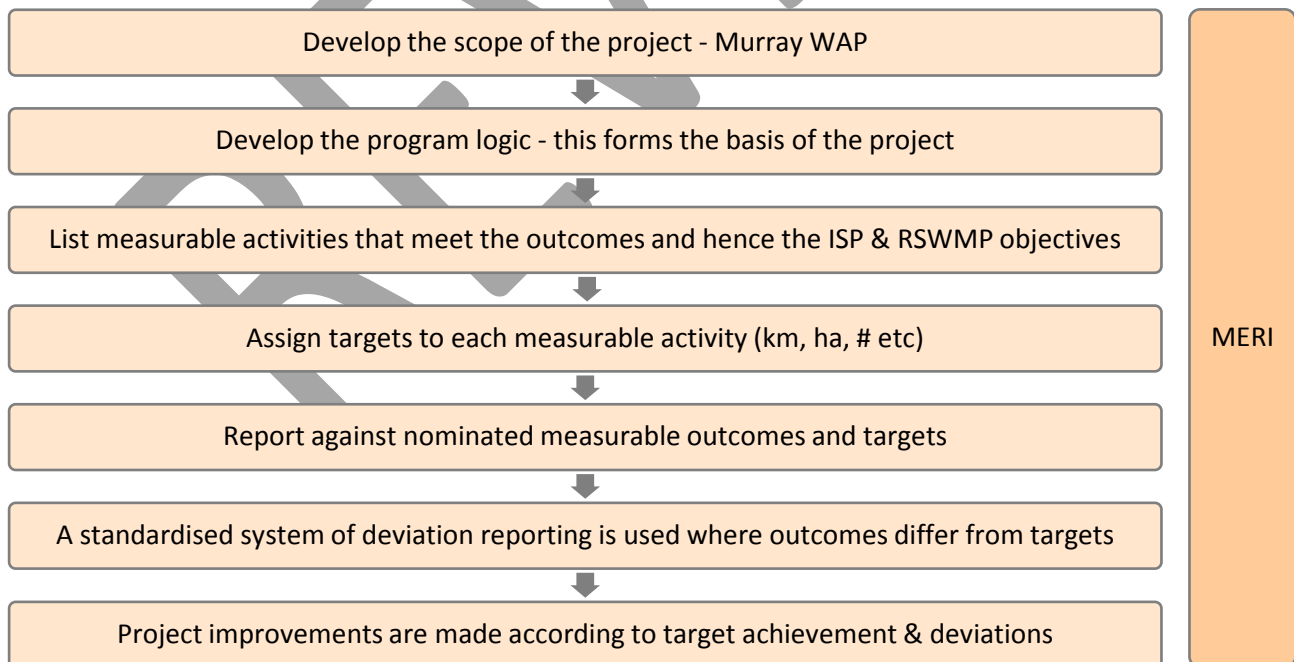 Develop the scope of the project - Murray WAP
Develop the program logic - this forms the basis of the project
List measurable activities that meet the outcomes and hence the ISP & RSWMP objectives
Assign targets to each measurable activity (km, ha, # etc)
Report against nominated measurable outcomes and targets
A standardised system of deviation reporting is used where outcomes differ from targets
Project improvements are made according to target achievement & deviations
MERI